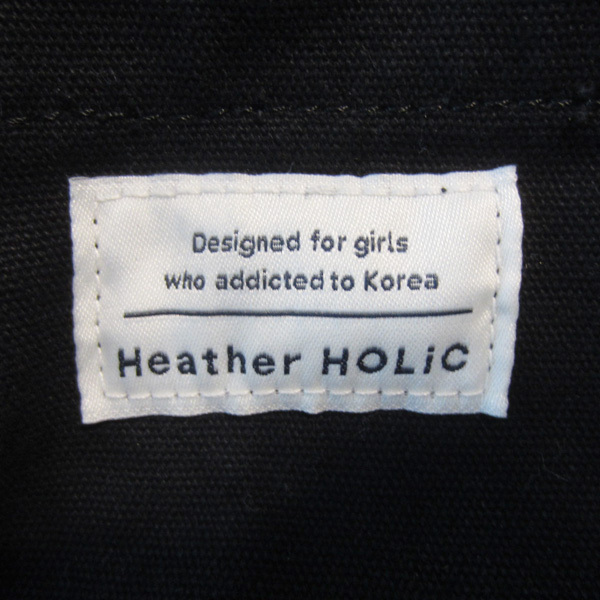 Designed for girls
who addicted to Korea
Heather HOLiC